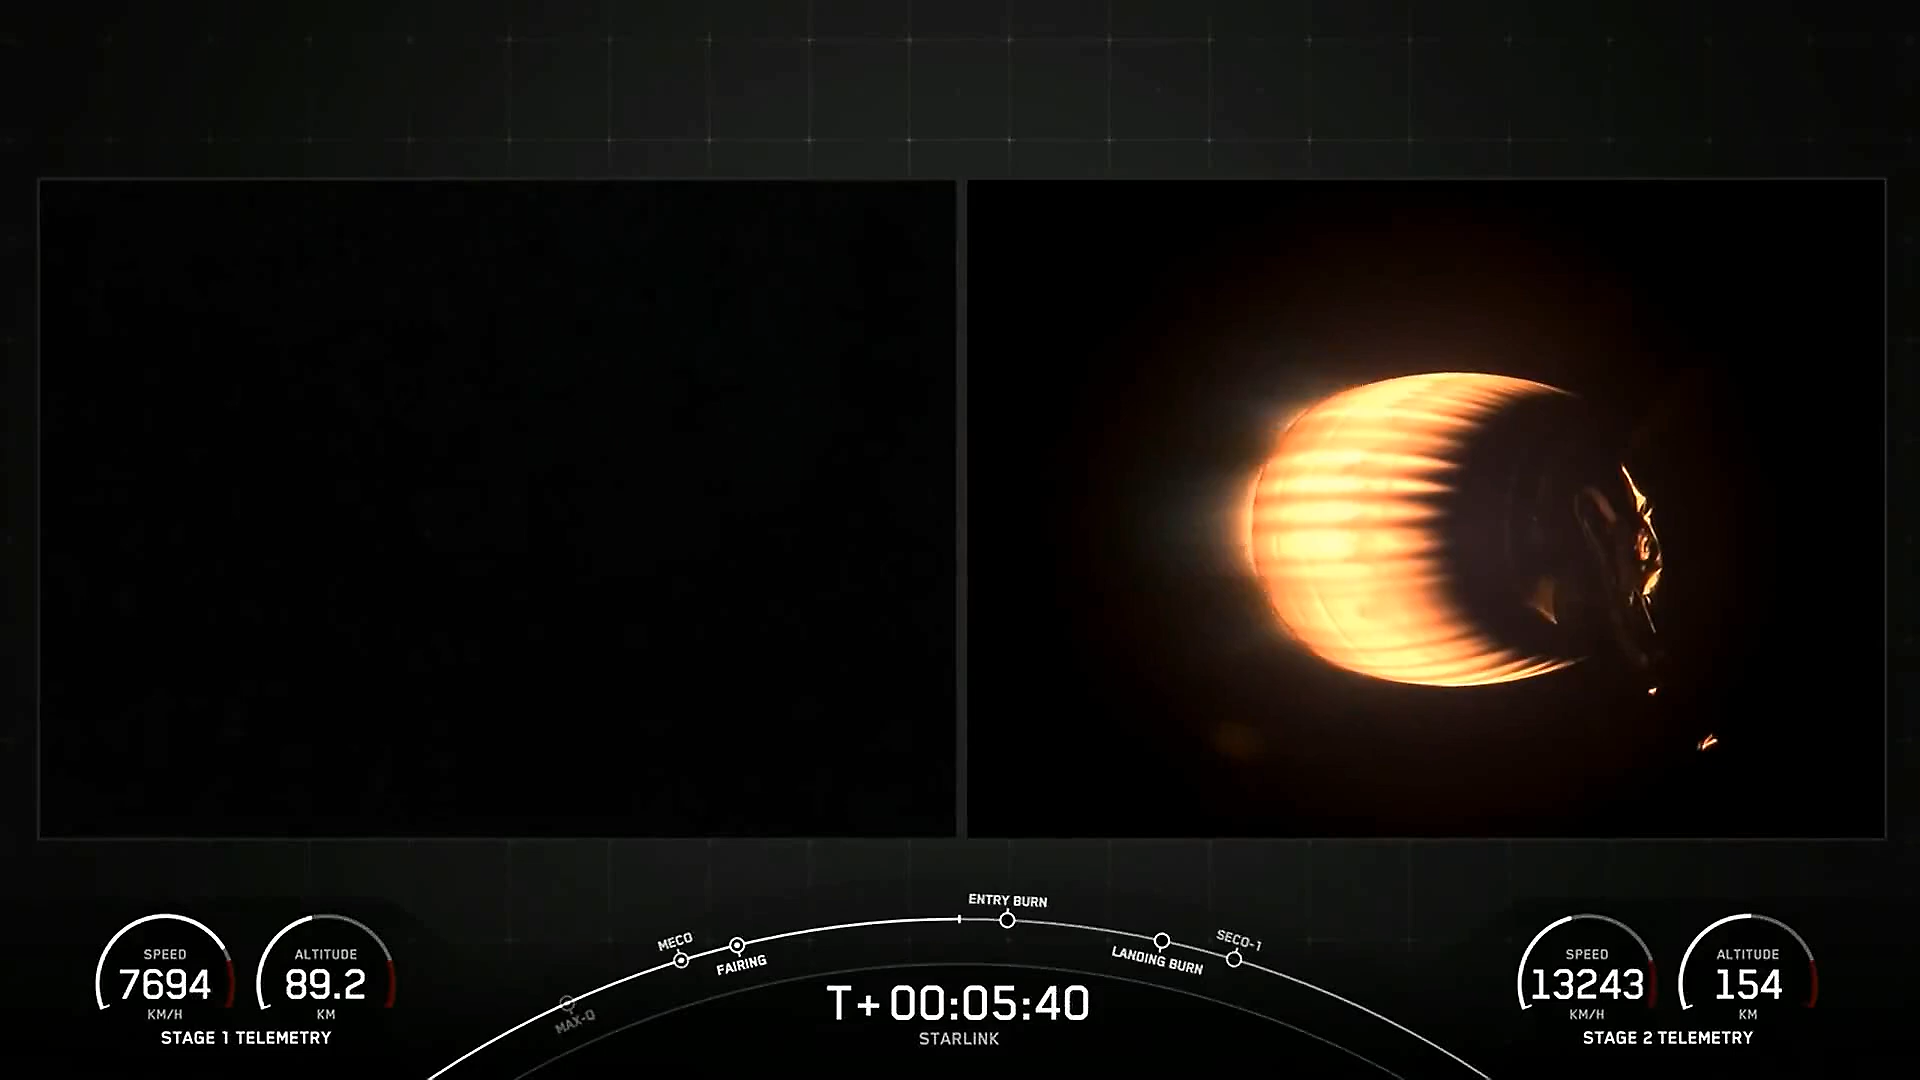 ENTRY BURN
MECO
FAIRING
MAX-Q
LANDING BURN
SECO-1
SPEED
7694
KM/H
ALTITUDE
89.2
KM
STAGE 1 TELEMETRY
T+00:05:40
STARLINK
SPEED
13243
KM/H
ALTITUDE
154
KM
STAGE 2 TELEMETRY